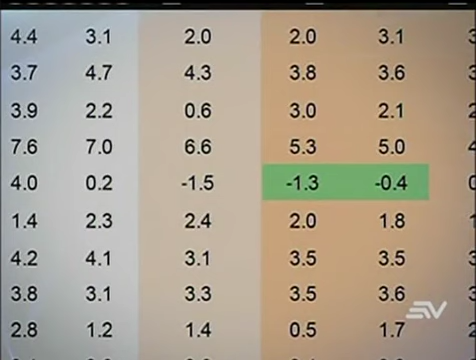 4.4 3.1 2.0 2.0 3.1
3.7 4.7 4.3 3.8 3.6
3.9 2.2 0.6 3.0 2.1
7.6 7.0 6.6 5.3 5.0
4.0 0.2 -1.5 -1.3 -0.4
1.4 2.3 2.4 2.0 1.8
4.2 4.1 3.1 3.5 3.5
3.8 3.1 3.3 3.5 3.6
2.8 1.2 1.4 0.5 1.7